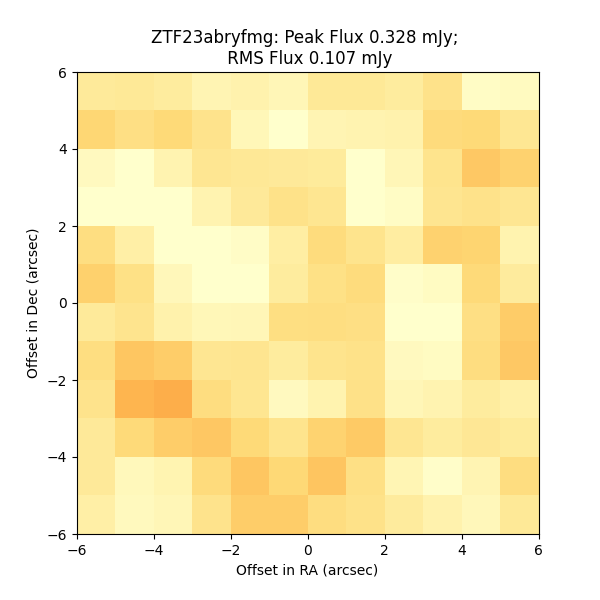 ZTF23abryfmg: Peak Flux 0.328 mJy;
RMS Flux 0.107 mJy
6
4
2
0
−2
−4
−6
Offset in Dec (arcsec)
−6 −4 −2 0 2 4 6
Offset in RA (arcsec)